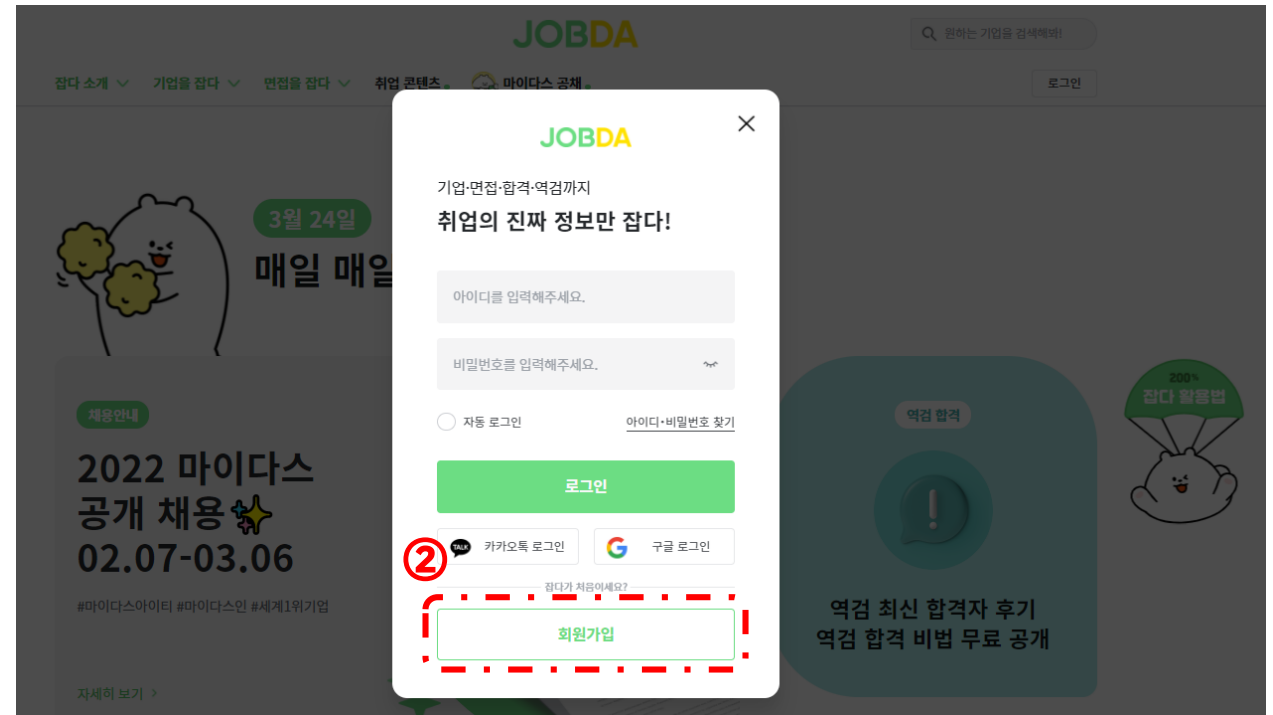 JOBDA
원하는 기업을 검색해봐!
잡다 소개 기업을 잡다 면접을 잡다 취업 콘텐츠 마이다스 공채 로그인
JOBDA
기업·면접·합격·역검까지
취업의 진짜 정보만 잡다!
3월 24일
매일 매일
아이디를 입력해주세요.
비밀번호를 입력해주세요.
자동 로그인 아이디·비밀번호 찾기
로그인
② TALK 카카오톡 로그인 G 구글 로그인
잡다가 처음이세요?
회원가입
채용안내
2022 마이다스
공개 채용
02.07-03.06
#마이다스아이티 #마이다스인 #세계1위기업
자세히 보기 >
역검 합격
역검 최신 합격자 후기
역검 합격 비법 무료 공개
200%
잡다 활용법